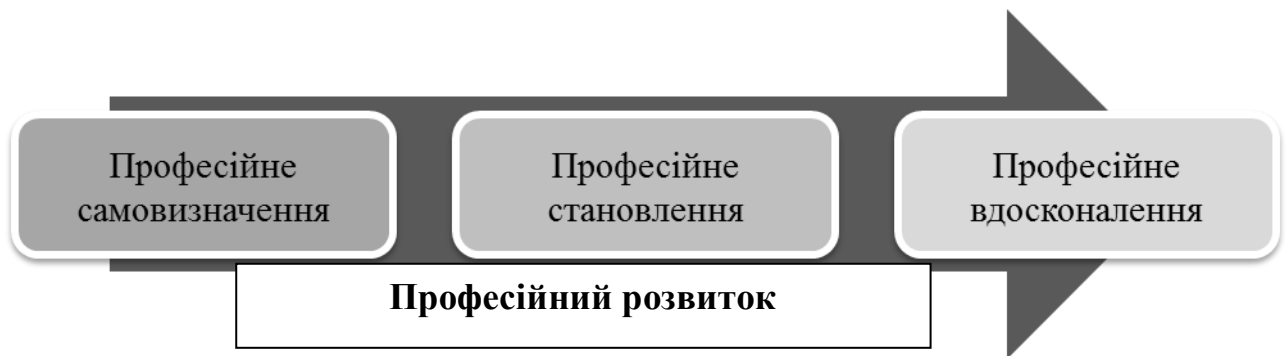 Професійне
самовизначення
Професійне
становлення
Професійне
вдосконалення
Професійний розвиток